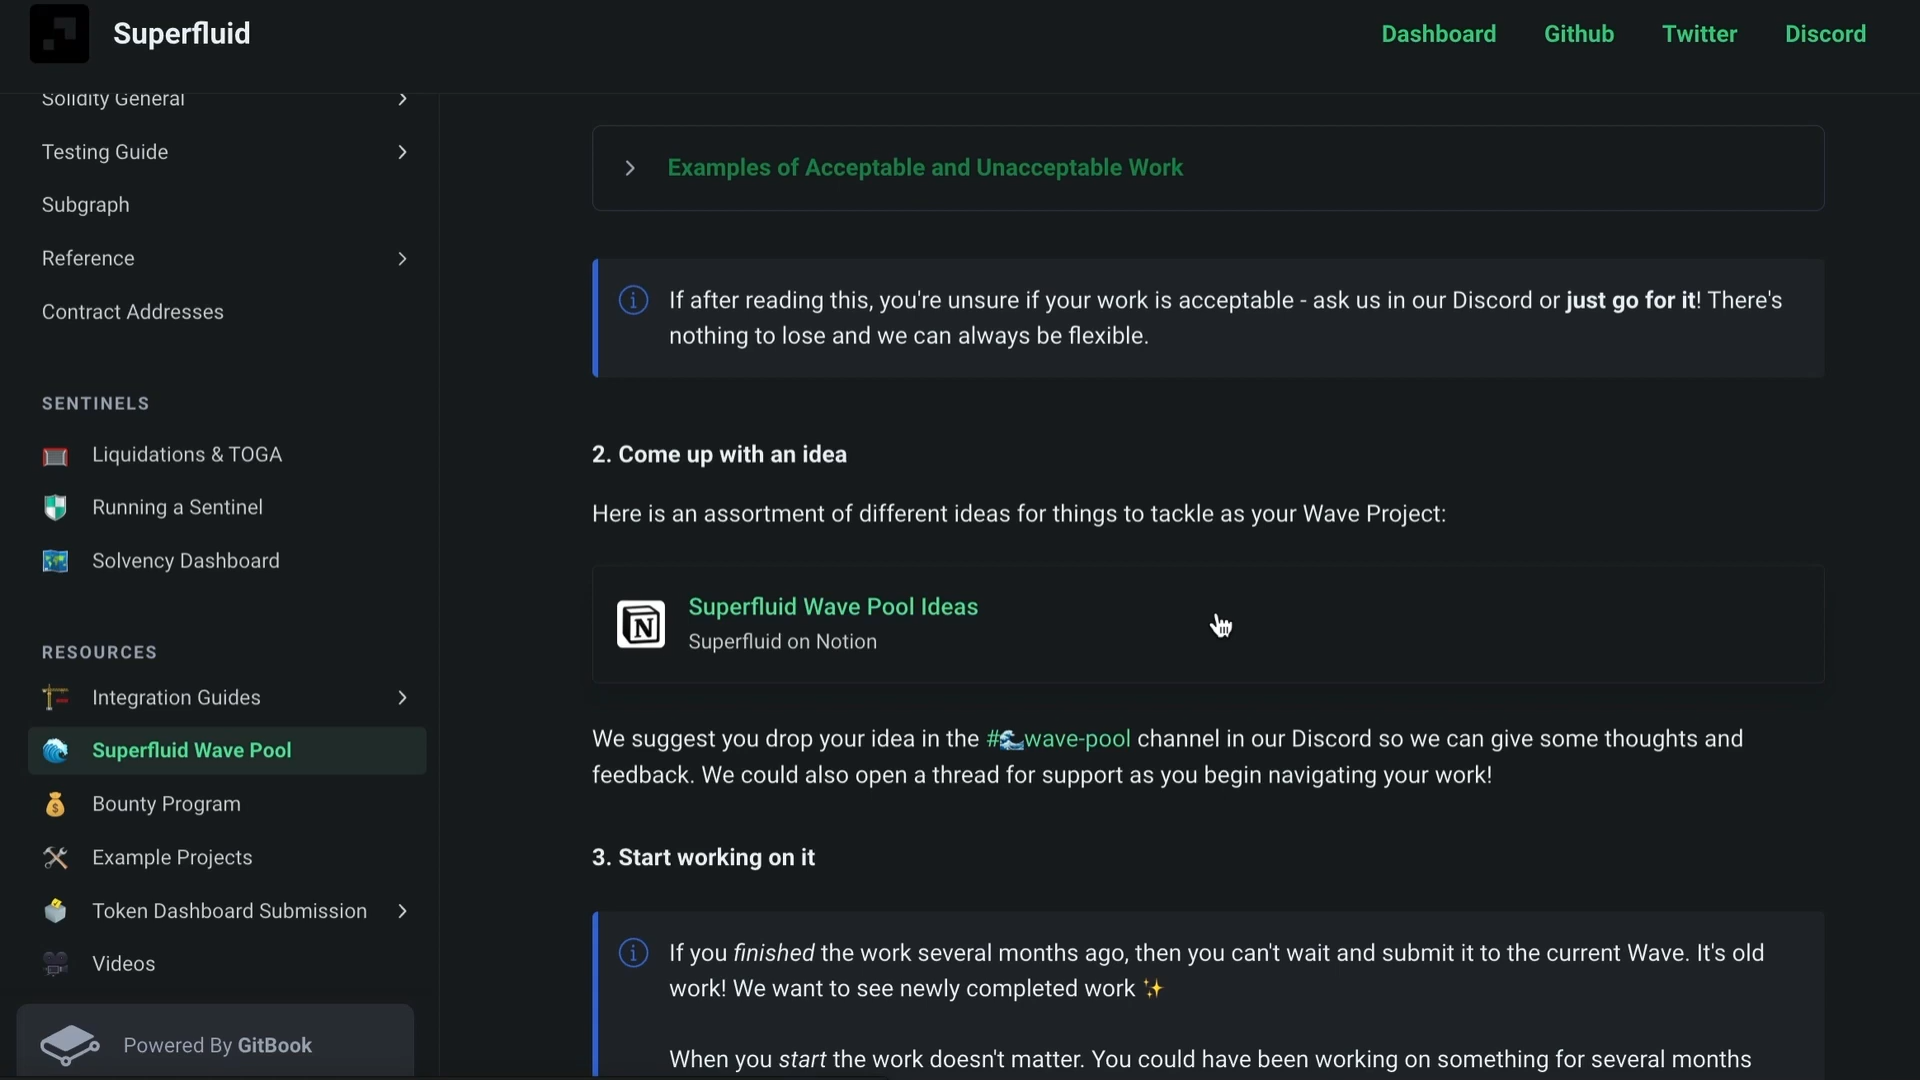 Superfluid
Dashboard
Github
Twitter
Discord
Solidity General
Testing Guide
Subgraph
Reference
Contract Addresses
SENTINELS
Liquidations & TOGA
Running a Sentinel
Solvency Dashboard
RESOURCES
Integration Guides
Superfluid Wave Pool
Bounty Program
Example Projects
Token Dashboard Submission
Videos
Powered By GitBook
Examples of Acceptable and Unacceptable Work
If after reading this, you're unsure if your work is acceptable - ask us in our Discord or just go for it! There's
nothing to lose and we can always be flexible.
2. Come up with an idea
Here is an assortment of different ideas for things to tackle as your Wave Project:
N
Superfluid Wave Pool Ideas
Superfluid on Notion
We suggest you drop your idea in the #🌊wave-pool channel in our Discord so we can give some thoughts and
feedback. We could also open a thread for support as you begin navigating your work!
3. Start working on it
If you finished the work several months ago, then you can't wait and submit it to the current Wave. It's old
work! We want to see newly completed work ✨
When you start the work doesn't matter. You could have been working on something for several months